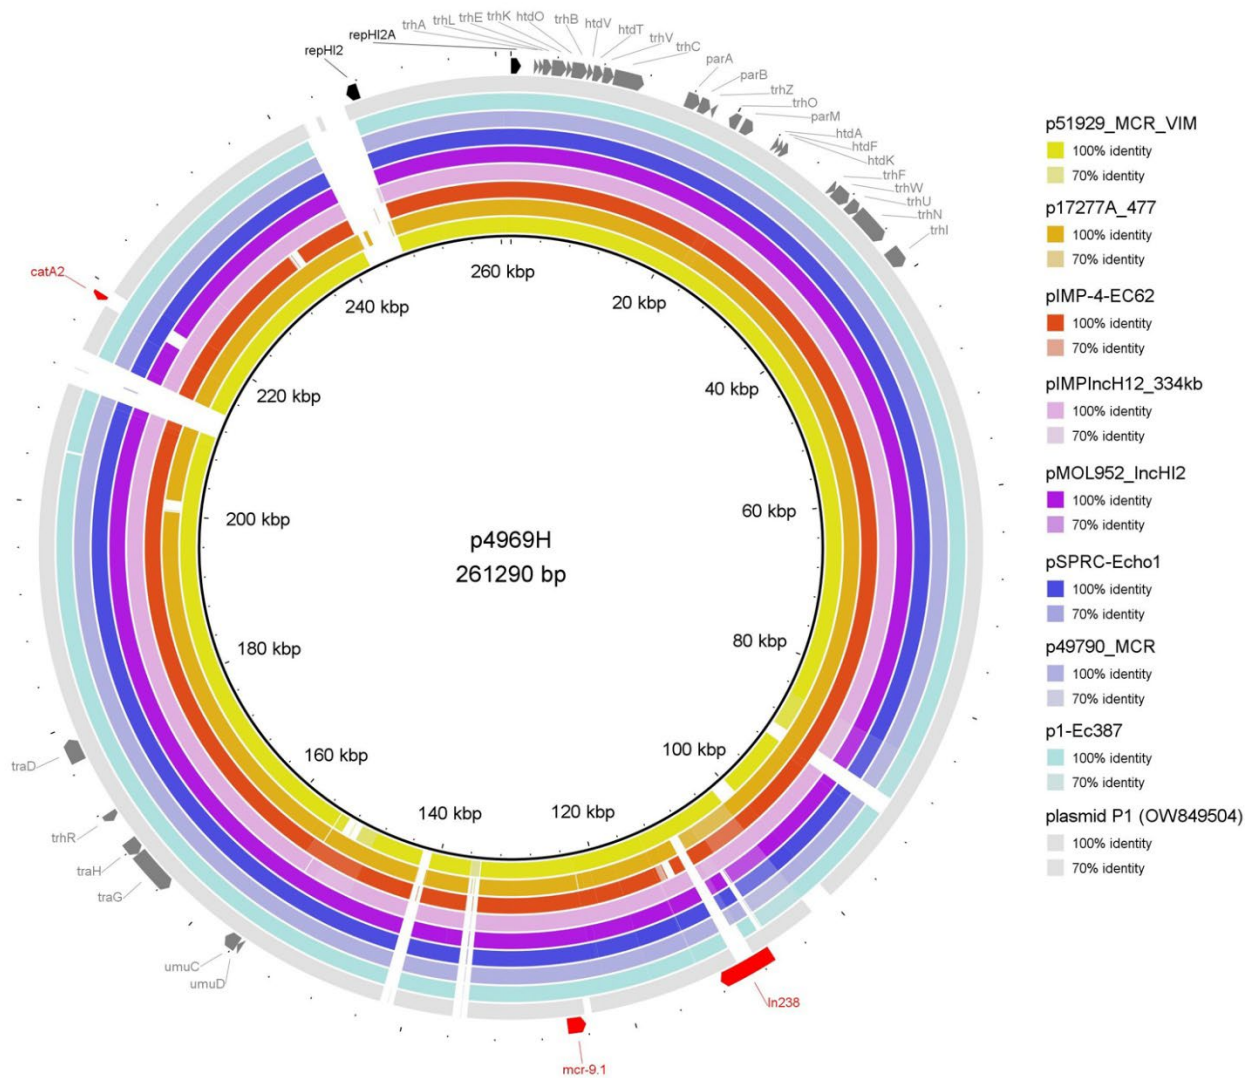 repHI2
repHI2A
trhA
trhL
trhE
trhK
htdO
trhB
htdV
htdT
trhV
trhC
parA
parB
trhZ
trhO
parM
htdA
htdF
htdK
trhF
trhW
trhU
trhN
trhI
catA2
260 kbp
20 kbp
40 kbp
60 kbp
80 kbp
100 kbp
120 kbp
140 kbp
160 kbp
180 kbp
200 kbp
220 kbp
240 kbp
p4969H
261290 bp
traD
trhR
traH
traG
umuC
umuD
mcr-9.1
In238
p51929_MCR_VIM
100% identity
70% identity
p17277A_477
100% identity
70% identity
pIMP-4-EC62
100% identity
70% identity
pIMPIncH12_334kb
100% identity
70% identity
pMOL952_IncHI2
100% identity
70% identity
pSPRC-Echo1
100% identity
70% identity
p49790_MCR
100% identity
70% identity
p1-Ec387
100% identity
70% identity
plasmid P1 (OW849504)
100% identity
70% identity